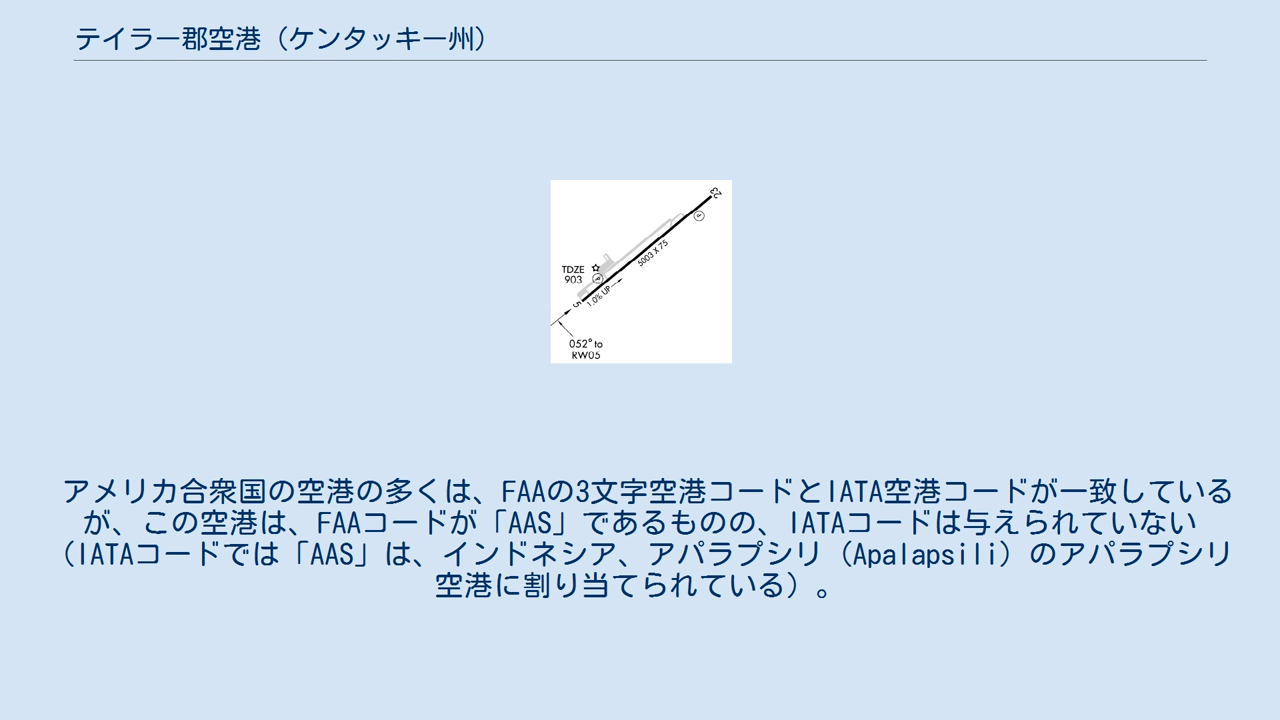 テイラー郡空港（ケンタッキー州）
23
5003 X 75
TDZE
903
1.0% UP
5
052° to
RW05
アメリカ合衆国の空港の多くは、FAAの3文字空港コードとIATA空港コードが一致している
が、この空港は、FAAコードが「AAS」であるものの、IATAコードは与えられていない
（IATAコードでは「AAS」は、インドネシア、アパラプシリ（Apalapsili）のアパラプシリ
空港に割り当てられている）。